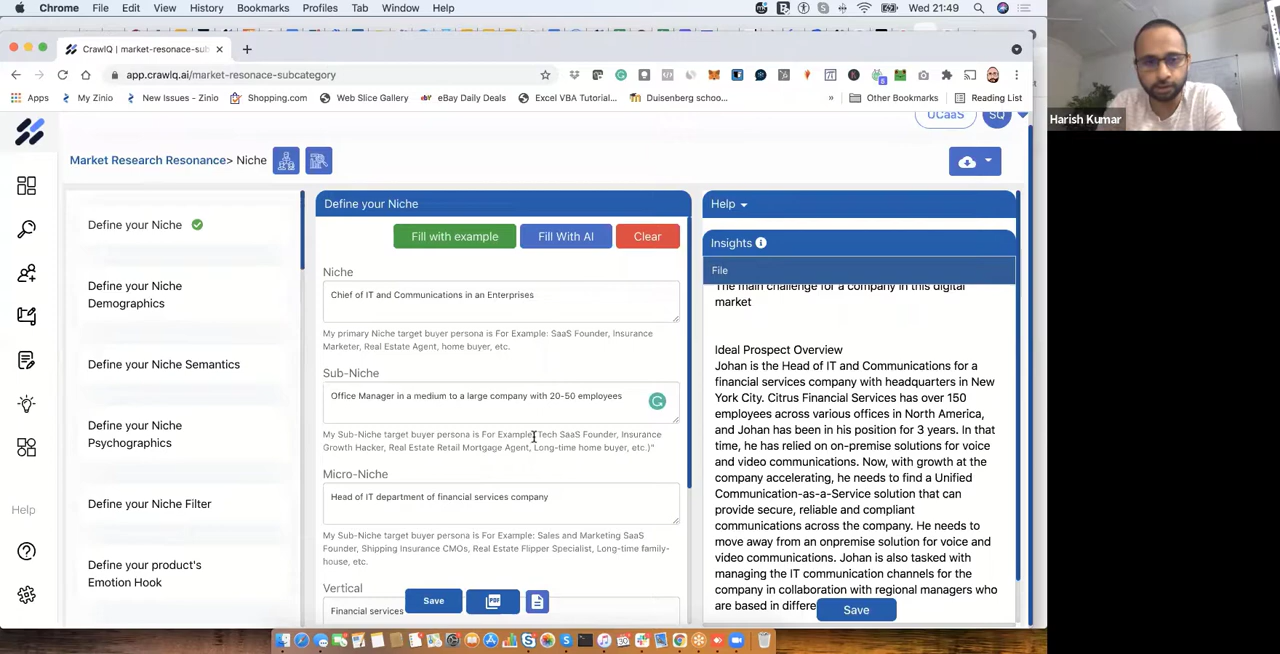 Chrome File Edit View History Bookmarks Profiles Tab Window Help
Wed 21:49
CrawlQ | market-resonace-sub
app.crawlq.ai/market-resonace-subcategory
Apps My Zinio New Issues - Zinio Shopping.com Web Slice Gallery eBay Daily Deals Excel VBA Tutorial... Duisenberg schoo... » Other Bookmarks Reading List
Harish Kumar
UCaaS SQ
Market Research Resonance> Niche
Define your Niche
Define your Niche
Demographics
Define your Niche Semantics
Define your Niche
Psychographics
Define your Niche Filter
Define your product's
Emotion Hook
Help
Define your Niche
Fill with example Fill With AI Clear
Niche
Chief of IT and Communications in an Enterprises
My primary Niche target buyer persona is For Example: SaaS Founder, Insurance
Marketer, Real Estate Agent, home buyer, etc.
Sub-Niche
Office Manager in a medium to a large company with 20-50 employees
My Sub-Niche target buyer persona is For Example: Tech SaaS Founder, Insurance
Growth Hacker, Real Estate Retail Mortgage Agent, Long-time home buyer, etc.)"
Micro-Niche
Head of IT department of financial services company
My Sub-Niche target buyer persona is For Example: Sales and Marketing SaaS
Founder, Shipping Insurance CMOs, Real Estate Flipper Specialist, Long-time family-
house, etc.
Vertical
Financial services
Save PDF
Help
Insights
File
The main challenge for a company in this digital
market
Ideal Prospect Overview
Johan is the Head of IT and Communications for a
financial services company with headquarters in New
York City. Citrus Financial Services has over 150
employees across various offices in North America,
and Johan has been in his position for 3 years. In that
time, he has relied on on-premise solutions for voice
and video communications. Now, with growth at the
company accelerating, he needs to find a Unified
Communication-as-a-Service solution that can
provide secure, reliable and compliant
communications across the company. He needs to
move away from an onpremise solution for voice and
video communications. Johan is also tasked with
managing the IT communication channels for the
company in collaboration with regional managers who
are based in differe
Save